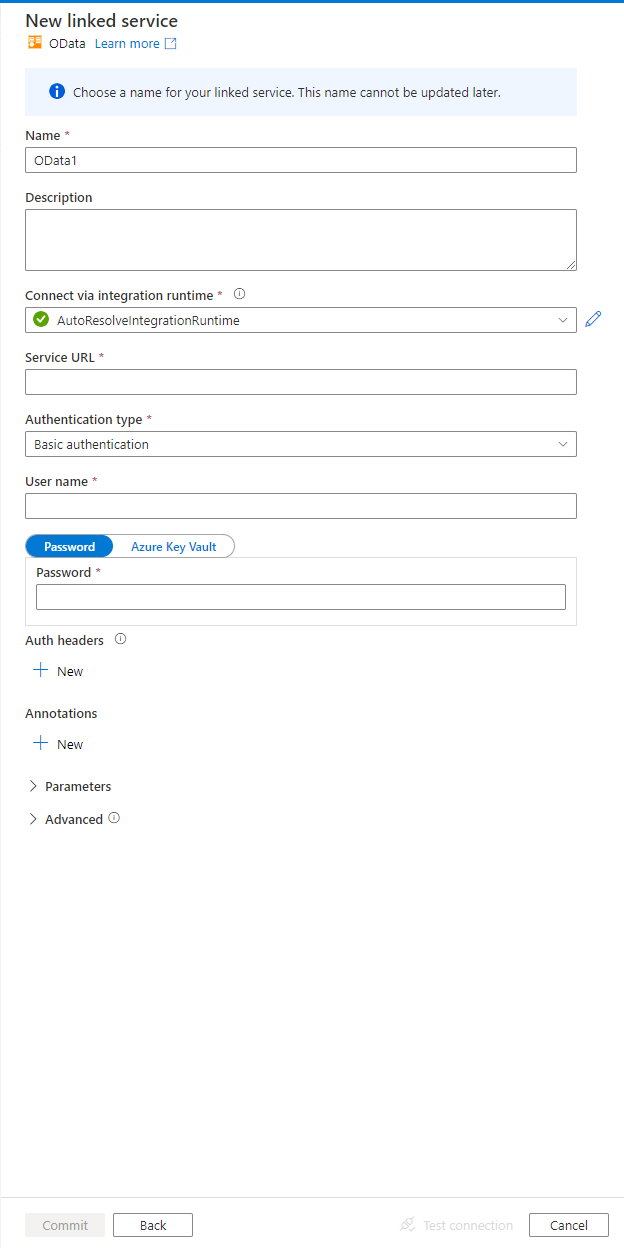 New linked service
OData Learn more
Choose a name for your linked service. This name cannot be updated later.
Name *
OData1
Description
Connect via integration runtime *
AutoResolveIntegrationRuntime
Service URL *
Authentication type *
Basic authentication
User name *
Password Azure Key Vault
Password *
Auth headers
New
Annotations
New
Parameters
Advanced
Commit Back Test connection Cancel